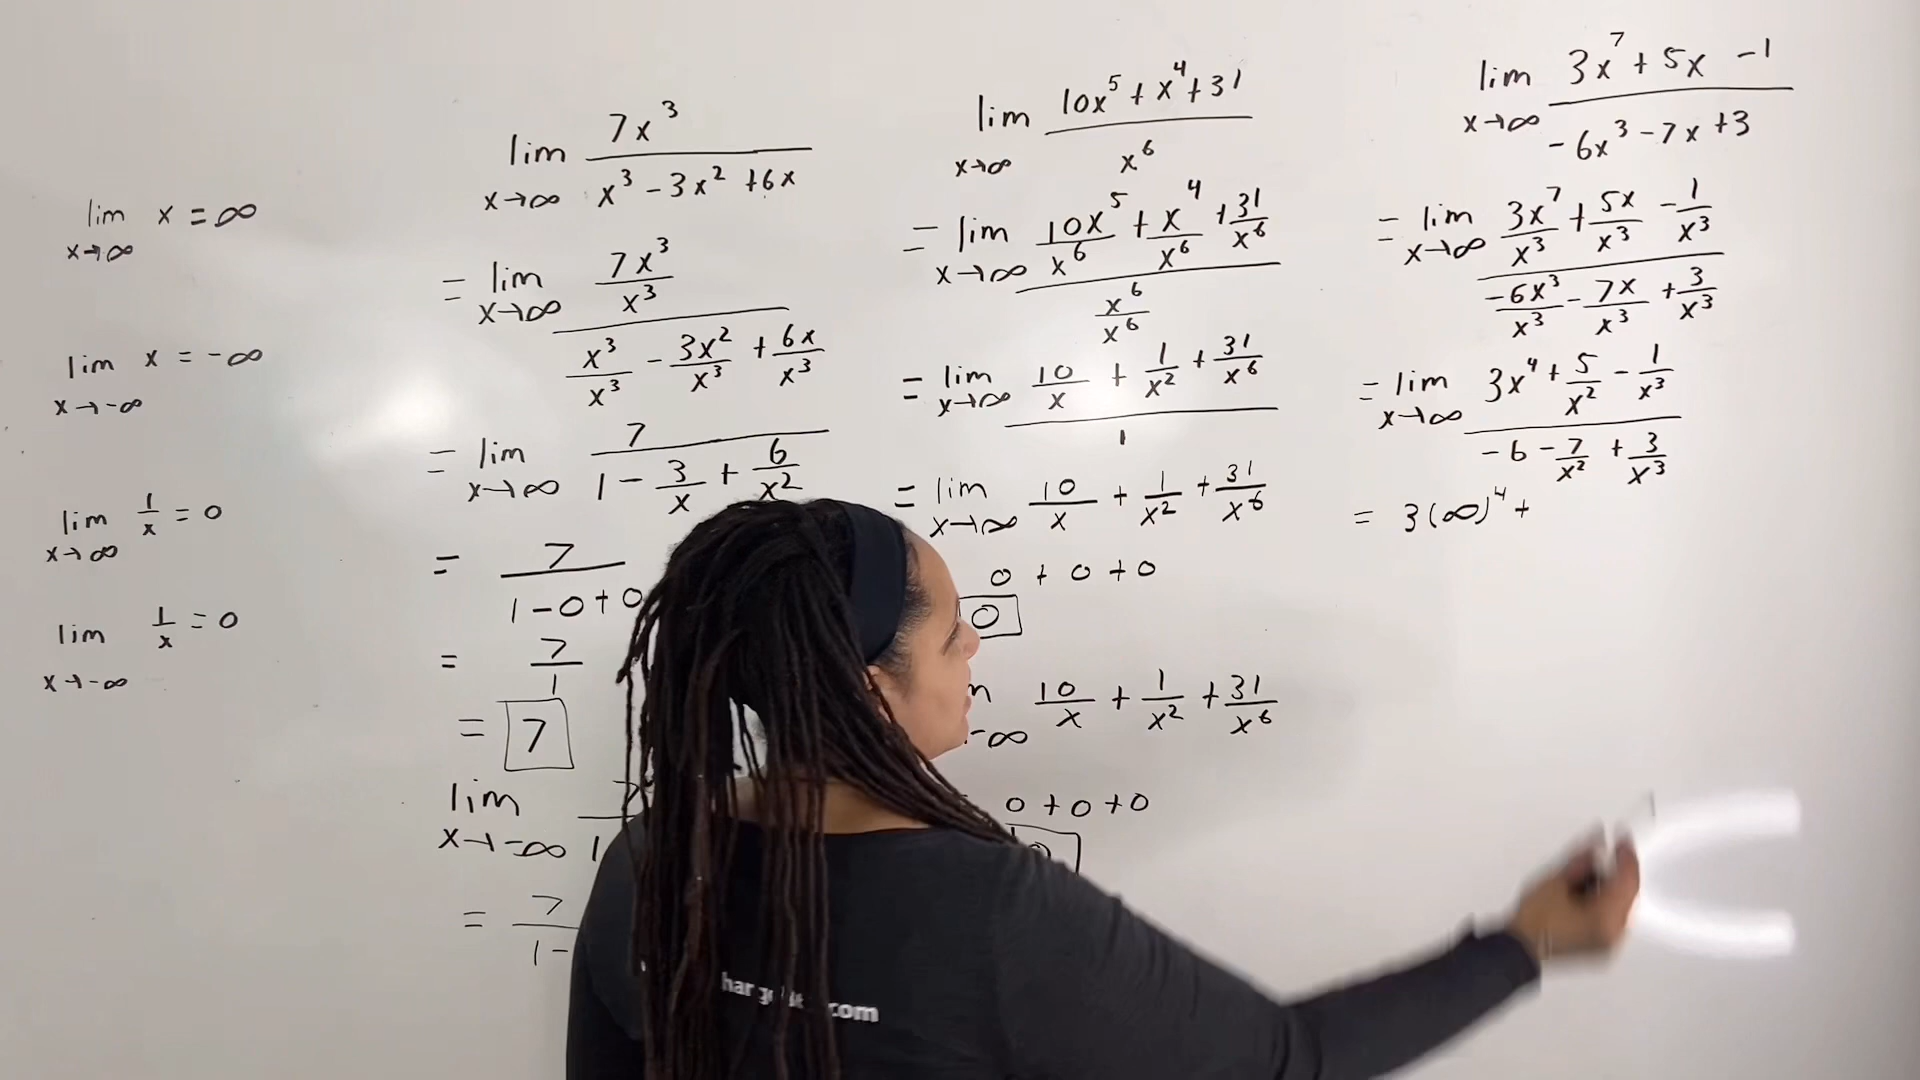 lim x = ∞
x→∞
lim x = -∞
x→-∞
lim 1/x = 0
x→∞
lim 1/x = 0
x→-∞
lim 7x³/(x³ - 3x² + 6x)
x→∞
= lim (7x³/x³)/(x³/x³ - 3x²/x³ + 6x/x³)
x→∞
= lim 7/(1 - 3/x + 6/x²)
x→∞
= 7/(1 - 0 + 0
= 7/1
= 7
lim
x→-∞
= 7/(1 -
lim (10x⁵ + x⁴ + 31)/x⁶
x→∞
= lim (10x⁵/x⁶ + x⁴/x⁶ + 31/x⁶)/(x⁶/x⁶)
x→∞
= lim (10/x + 1/x² + 31/x⁶)/1
x→∞
= lim 10/x + 1/x² + 31/x⁶
x→∞
0 + 0 + 0
0
10/x + 1/x² + 31/x⁶
-∞
0 + 0 + 0
lim (3x⁷ + 5x - 1)/(-6x³ - 7x + 3)
x→∞
= lim (3x⁷/x³ + 5x/x³ - 1/x³)/(-6x³/x³ - 7x/x³ + 3/x³)
x→∞
= lim (3x⁴ + 5/x² - 1/x³)/(-6 - 7/x² + 3/x³)
x→∞
= 3(∞)⁴ +